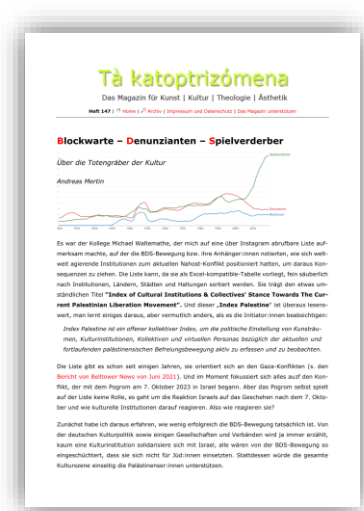 Tà katoptrizómena
Das Magazin für Kunst | Kultur | Theologie | Ästhetik
Heft 147 | Home | Archiv | Impressum und Datenschutz | Das Magazin unterstützen
Blockwarte – Denunzianten – Spielverderber
Über die Totengräber der Kultur
Andreas Mertin
Es war der Kollege Michael Waltemathe, der mich auf eine über Instagram abrufbare Liste auf-
merksam machte, auf der die BDS-Bewegung bzw. ihre Anhänger:innen notierten, wie sich welt-
weit agierende Institutionen zum aktuellen Nahost-Konflikt positioniert hatten, um daraus Kon-
sequenzen zu ziehen. Die Liste kann, da sie als Excel-kompatible-Tabelle vorliegt, fein säuberlich
nach Institutionen, Ländern, Städten und Haltungen sortiert werden. Sie trägt den etwas um-
ständlichen Titel "Index of Cultural Institutions & Collectives' Stance Towards The Cur-
rent Palestinian Liberation Movement". Und dieser „Index Palestine" ist überaus lesens-
wert, man lernt einiges daraus, aber vermutlich anders, als es die Initiator:innen beabsichtigen:
Index Palestine ist ein offener kollektiver Index, um die politische Einstellung von Kunsträu-
men, Kulturinstitutionen, Kollektiven und virtuellen Personas bezüglich der aktuellen und
fortlaufenden palästinensischen Befreiungsbewegung aktiv zu erfassen und zu beobachten.
Die Liste gibt es schon seit einigen Jahren, sie orientiert sich an den Gaza-Konflikten (s. den
Bericht von Belltower News von Juni 2021). Und im Moment fokussiert sich alles auf den Kon-
flikt, der mit dem Pogrom am 7. Oktober 2023 in Israel begann. Aber das Pogrom selbst spielt
auf der Liste keine Rolle, es geht um die Reaktion Israels auf das Geschehen nach dem 7. Okto-
ber und wie kulturelle Institutionen darauf reagieren. Also wie reagieren sie?
Zunächst habe ich daraus erfahren, wie wenig erfolgreich die BDS-Bewegung tatsächlich ist. Von
der deutschen Kulturpolitik sowie einigen Gesellschaften und Verbänden wird ja immer erzählt,
kaum eine Kulturinstitution solidarisiere sich mit Israel, alle wären von der BDS-Bewegung so
eingeschüchtert, dass sie sich nicht für Jüd:innen einsetzten. Stattdessen würde die gesamte
Kulturszene einseitig die Palästinenser:innen unterstützen.